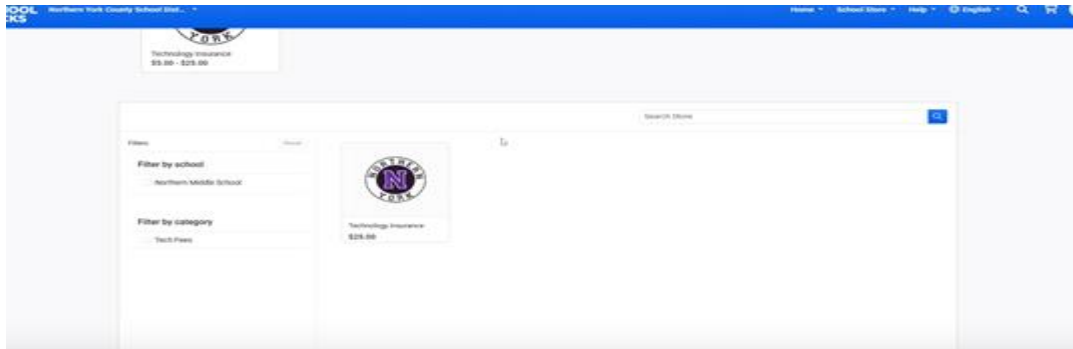 OOL
CKS
Northern York County School Dist...
Home
School Store
Help
English
YORK
Technology Insurance
$5.00 - $25.00
Search Store
Filters
Reset
Filter by school
Northern Middle School
Filter by category
Tech Fees
NORTHERN
N
YORK
Technology Insurance
$25.00